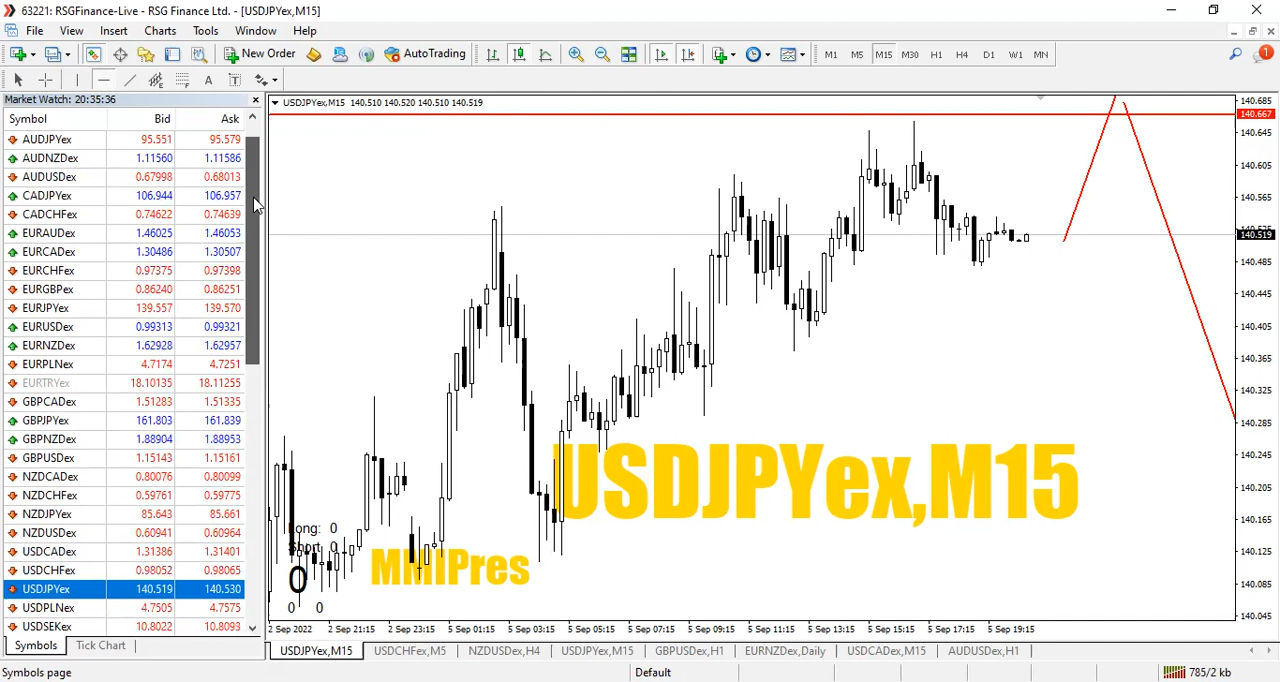 63221: RSGFinance-Live - RSG Finance Ltd. - [USDJPYex,M15]
File View Insert Charts Tools Window Help
New Order AutoTrading M1 M5 M15 M30 H1 H4 D1 W1 MN 1
Market Watch: 20:35:36
Symbol Bid Ask
AUDJPYex 95.551 95.579
AUDNZDex 1.11560 1.11586
AUDUSDex 0.67998 0.68013
CADJPYex 106.944 106.957
CADCHFex 0.74622 0.74639
EURAUDex 1.46025 1.46053
EURCADex 1.30486 1.30507
EURCHFex 0.97375 0.97398
EURGBPex 0.86240 0.86251
EURJPYex 139.557 139.570
EURUSDex 0.99313 0.99321
EURNZDex 1.62928 1.62957
EURPLNex 4.7174 4.7251
EURTRYex 18.10135 18.11255
GBPCADex 1.51283 1.51335
GBPJPYex 161.803 161.839
GBPNZDex 1.88904 1.88953
GBPUSDex 1.15143 1.15161
NZDCADex 0.80076 0.80099
NZDCHFex 0.59761 0.59775
NZDJPYex 85.643 85.661
NZDUSDex 0.60941 0.60964
USDCADex 1.31386 1.31401
USDCHFex 0.98052 0.98065
USDJPYex 140.519 140.530
USDPLNex 4.7505 4.7575
USDSEKex 10.8022 10.8093
Symbols Tick Chart
USDJPYex,M15 140.510 140.520 140.510 140.519
140.685
140.667
140.645
140.605
140.565
140.519
140.485
140.445
140.405
140.365
140.325
140.285
140.245
140.205
140.165
140.125
140.085
140.045
USDJPYex,M15
Long: 0
Short 0
MMIPres
0
0 0
2 Sep 2022 2 Sep 21:15 2 Sep 23:15 5 Sep 01:15 5 Sep 03:15 5 Sep 05:15 5 Sep 07:15 5 Sep 09:15 5 Sep 11:15 5 Sep 13:15 5 Sep 15:15 5 Sep 17:15 5 Sep 19:15
USDJPYex,M15 USDCHFex,M5 NZDUSDex,H4 USDJPYex,M15 GBPUSDex,H1 EURNZDex,Daily USDCADex,M15 AUDUSDex,H1
Symbols page Default 785/2 kb